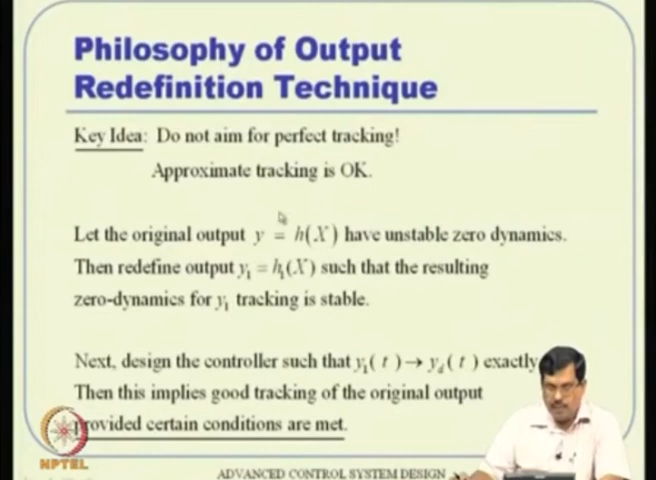 Philosophy of Output
Redefinition Technique
Key Idea: Do not aim for perfect tracking!
Approximate tracking is OK.
Let the original output y = h(X) have unstable zero dynamics.
Then redefine output y₁ = h₁(X) such that the resulting
zero-dynamics for y₁ tracking is stable.
Next, design the controller such that y₁(t) → y_d(t) exactly
Then this implies good tracking of the original output
provided certain conditions are met.
NPTEL
ADVANCED CONTROL SYSTEM DESIGN